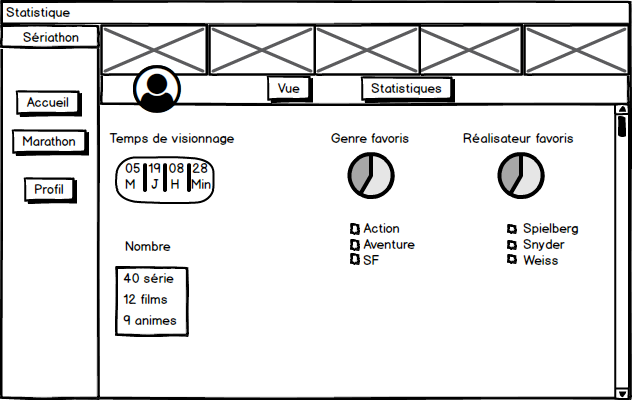 Statistique
Sériathon
Vue
Statistiques
Accueil
Marathon
Profil
Temps de visionnage
05 19 08 28
M J H Min
Genre favoris
Réalisateur favoris
Action
Aventure
SF
Spielberg
Snyder
Weiss
Nombre
40 série
12 films
9 animes